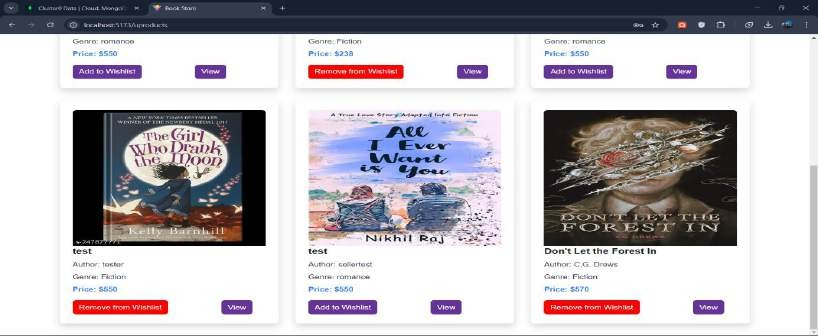 Cluster0 Data | Cloud: MongoD
Book Store
localhost:5173/uproducts
Genre: romance
Genre: Fiction
Genre: romance
Price: $550
Price: $238
Price: $550
Add to Wishlist
View
Remove from Wishlist
View
Add to Wishlist
View
A NEW YORK TIMES BESTSELLER
WINNER OF THE NEWBERY MEDAL 2017
The Girl
Who Drank
the Moon
Kelly Barnhill
A True Love Story Adapted Into Fiction
All
I Ever
Want
is You
Nikhil Raj
DON'T LET THE
FOREST IN
test
test
Don't Let the Forest In
Author: tester
Author: sellertest
Author: C.G. Drews
Genre: Fiction
Genre: romance
Genre: Fiction
Price: $550
Price: $550
Price: $570
Remove from Wishlist
View
Add to Wishlist
View
Remove from Wishlist
View